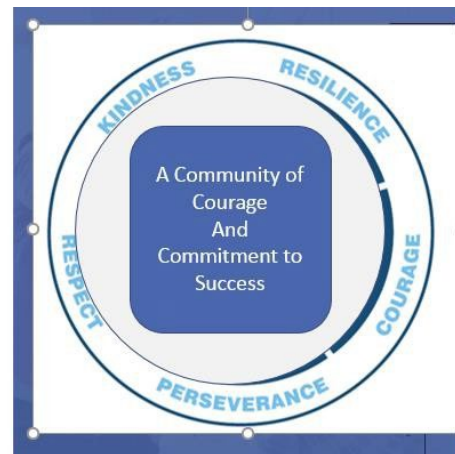 KINDNESS
RESILIENCE
RESPECT
A Community of
Courage
And
Commitment to
Success
COURAGE
PERSEVERANCE